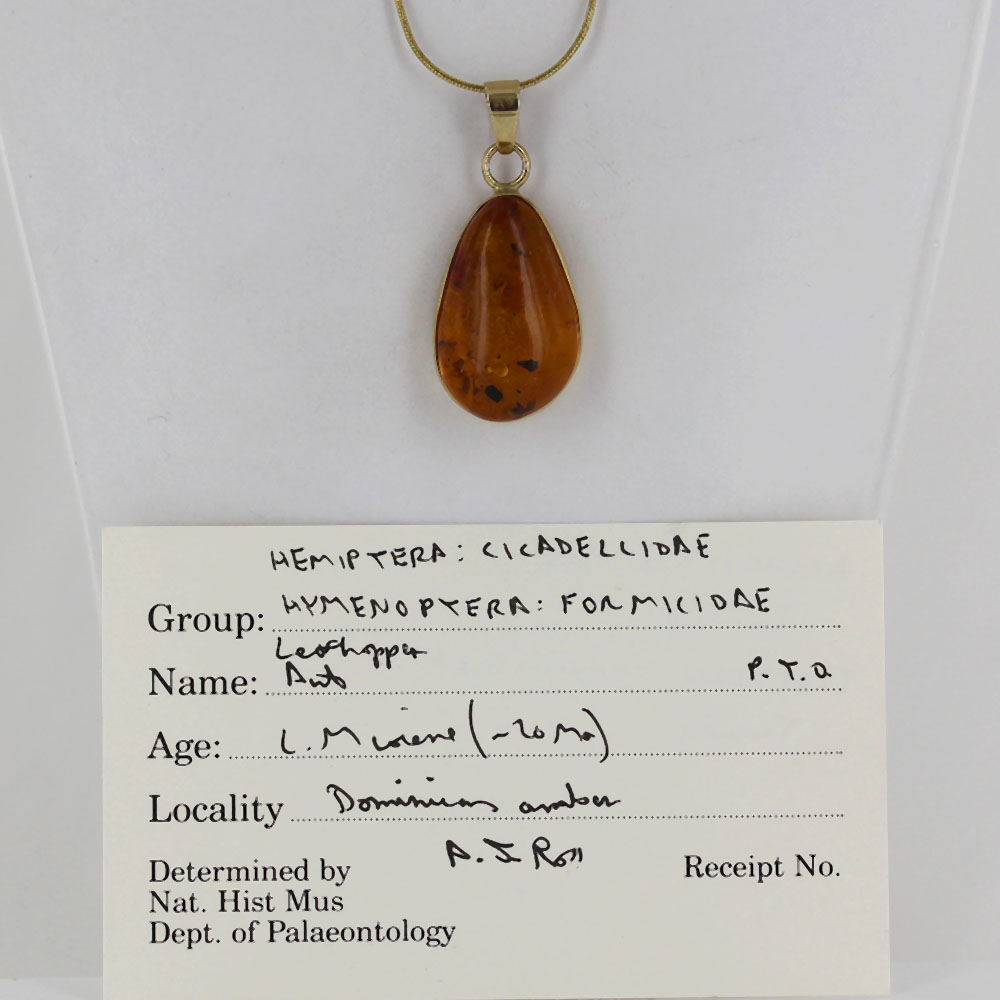 HEMIPTERA: CICADELLIDAE
Group: HYMENOPTERA: FORMICIDAE
Leafhopper
Name: Ants P.T.O
Age: L. Miocene (~20 Ma)
Locality Dominican amber
A. J. Ross
Determined by Receipt No.
Nat. Hist Mus
Dept. of Palaeontology